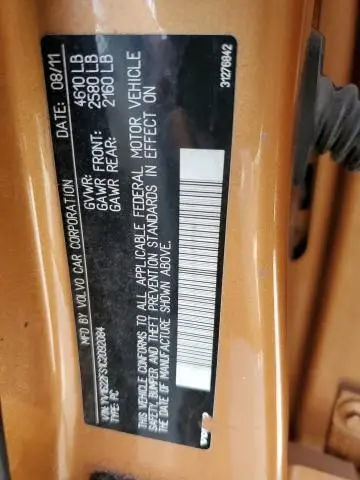 MFD BY VOLVO CAR CORPORATION DATE: 08/11
GVWR: 4610 LB
GAWR FRONT: 2580 LB
GAWR REAR: 2160 LB
TYPE: PC
THIS VEHICLE CONFORMS TO ALL APPLICABLE FEDERAL MOTOR VEHICLE
SAFETY, BUMPER AND THEFT PREVENTION STANDARDS IN EFFECT ON
THE DATE OF MANUFACTURE SHOWN ABOVE.
31276842